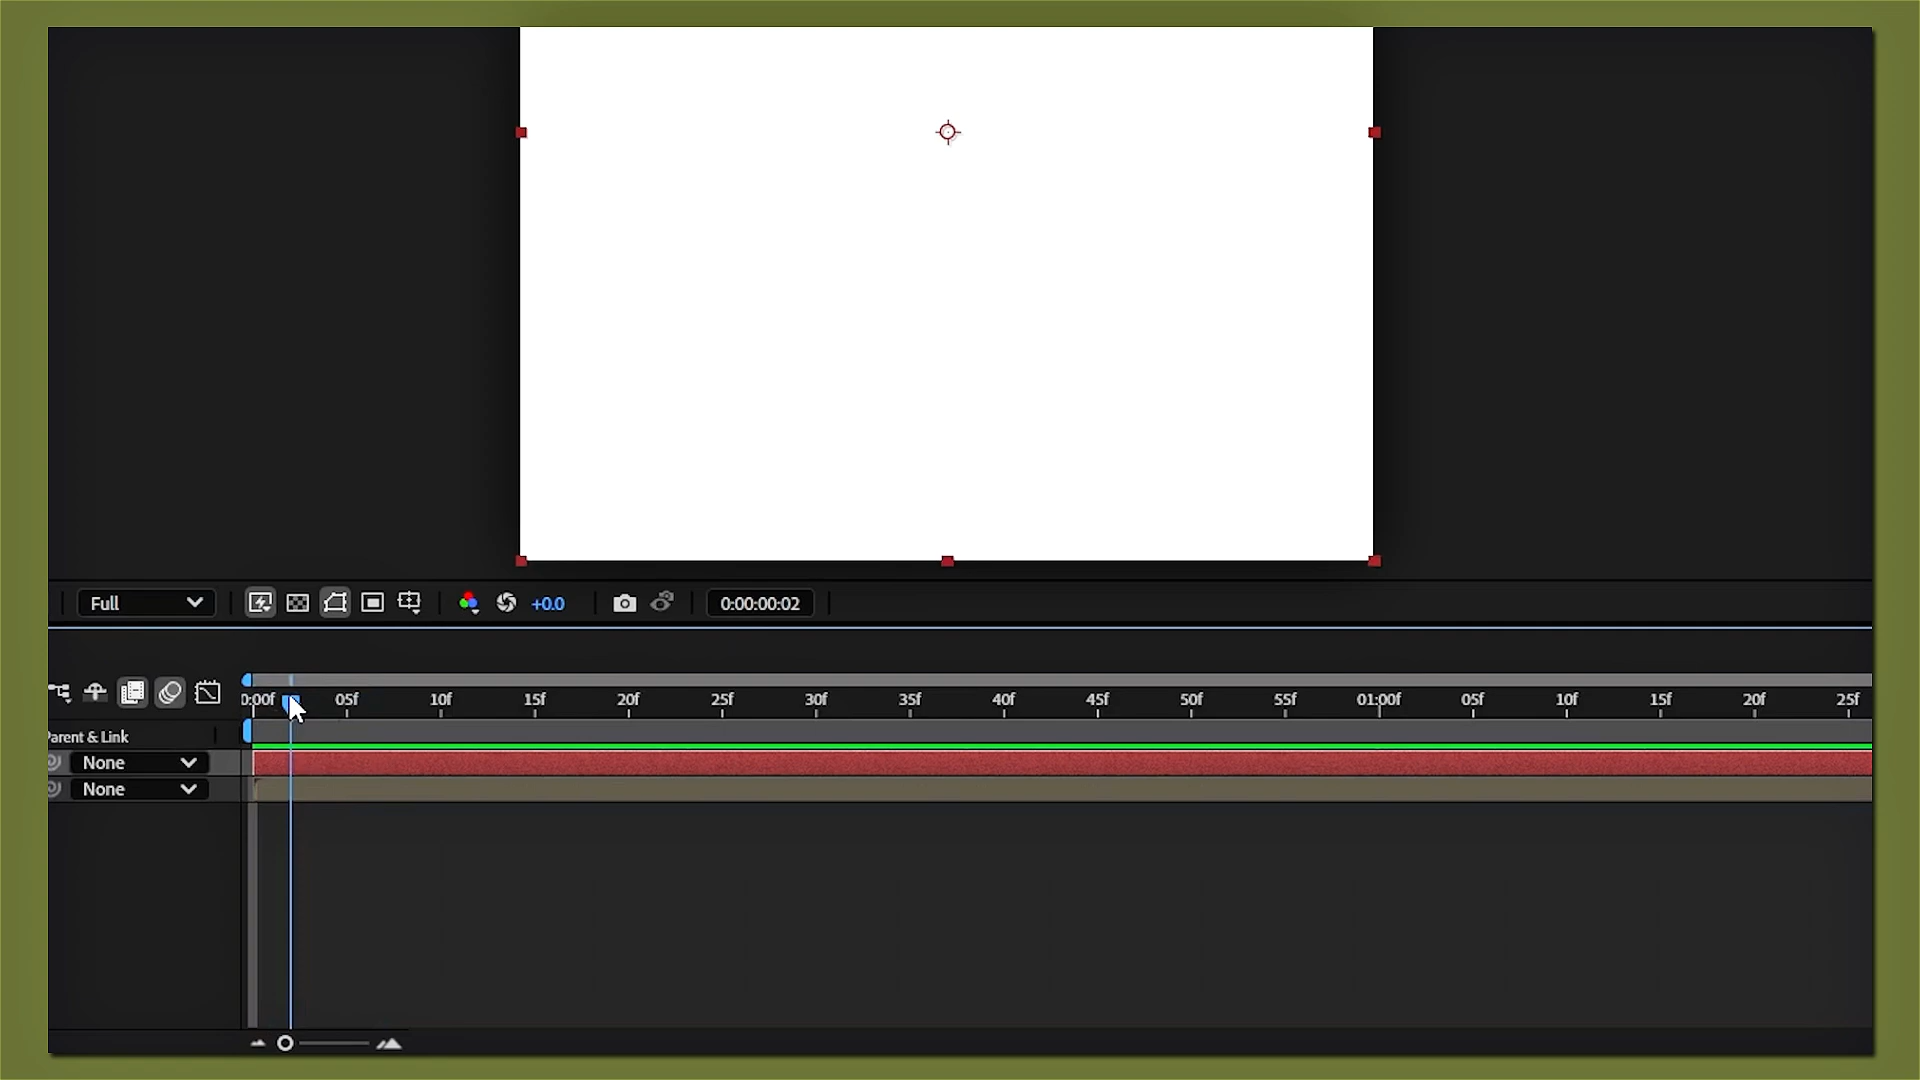 Full +0.0 0:00:00:02
0:00f 05f 10f 15f 20f 25f 30f 35f 40f 45f 50f 55f 01:00f 05f 10f 15f 20f 25f
Parent & Link
None
None